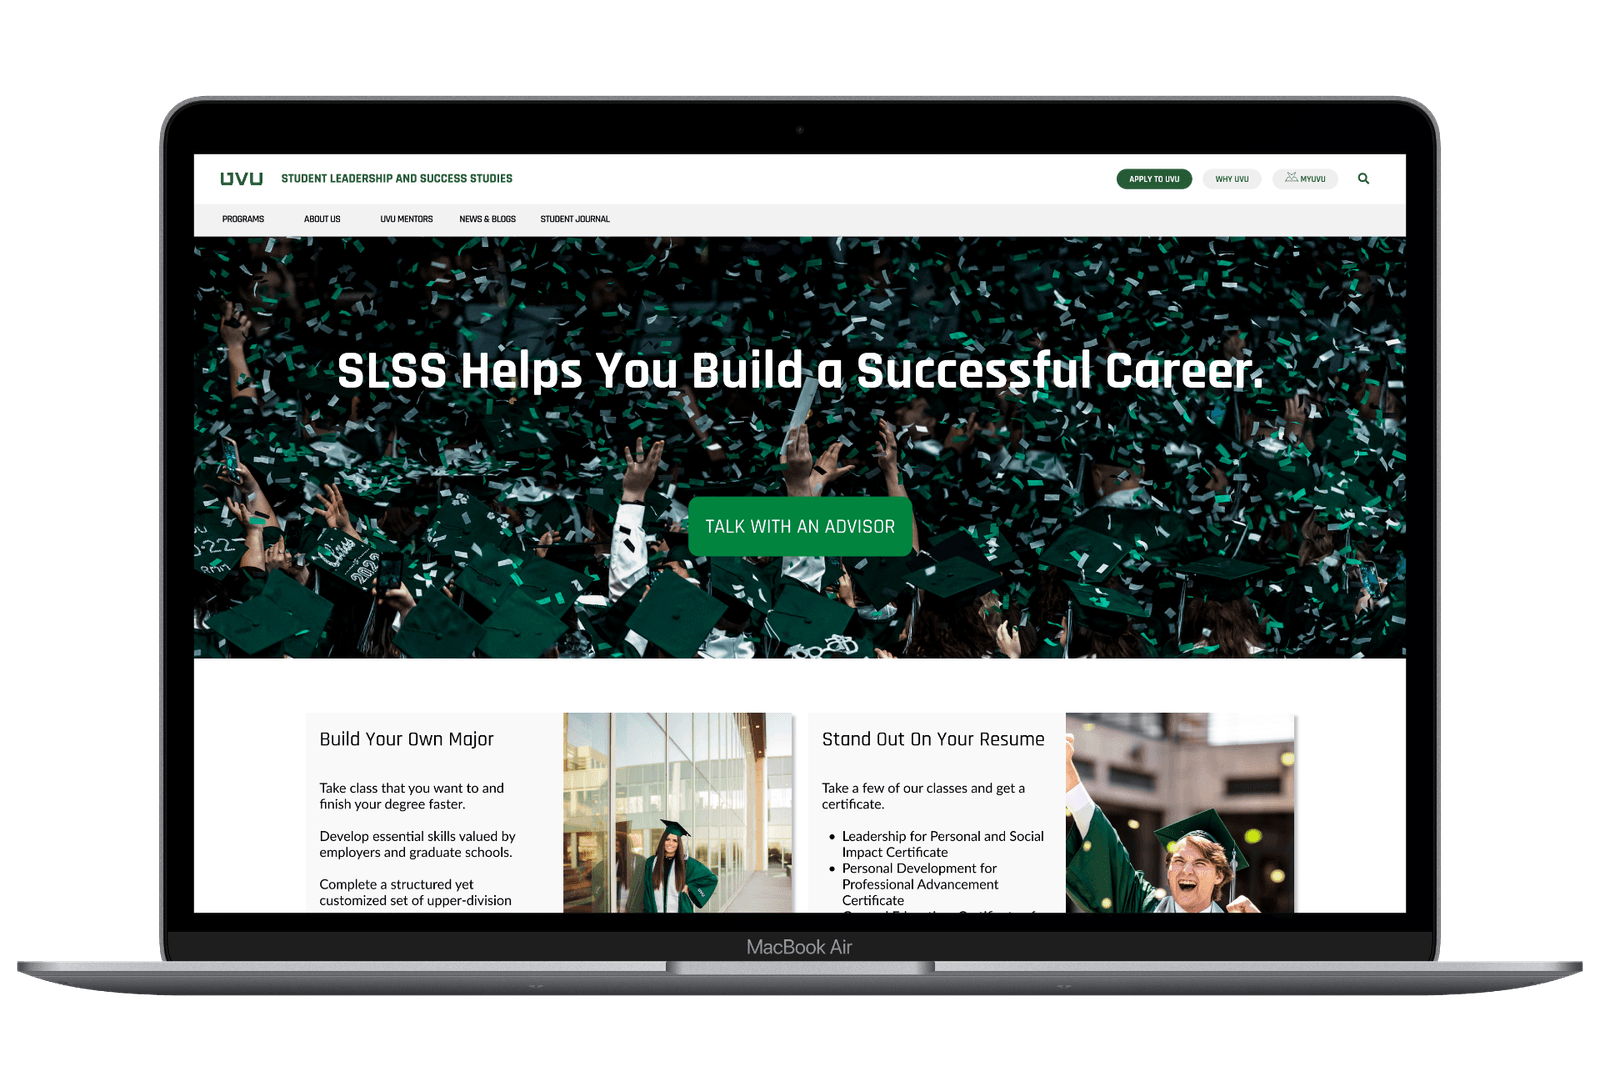 UVU STUDENT LEADERSHIP AND SUCCESS STUDIES
APPLY TO UVU
WHY UVU
MYUVU
PROGRAMS
ABOUT US
UVU MENTORS
NEWS & BLOGS
STUDENT JOURNAL
SLSS Helps You Build a Successful Career.
TALK WITH AN ADVISOR
-22-
2022
Build Your Own Major
Take class that you want to and
finish your degree faster.
Develop essential skills valued by
employers and graduate schools.
Complete a structured yet
customized set of upper-division
Stand Out On Your Resume
Take a few of our classes and get a
certificate.
• Leadership for Personal and Social
Impact Certificate
• Personal Development for
Professional Advancement
Certificate
MacBook Air